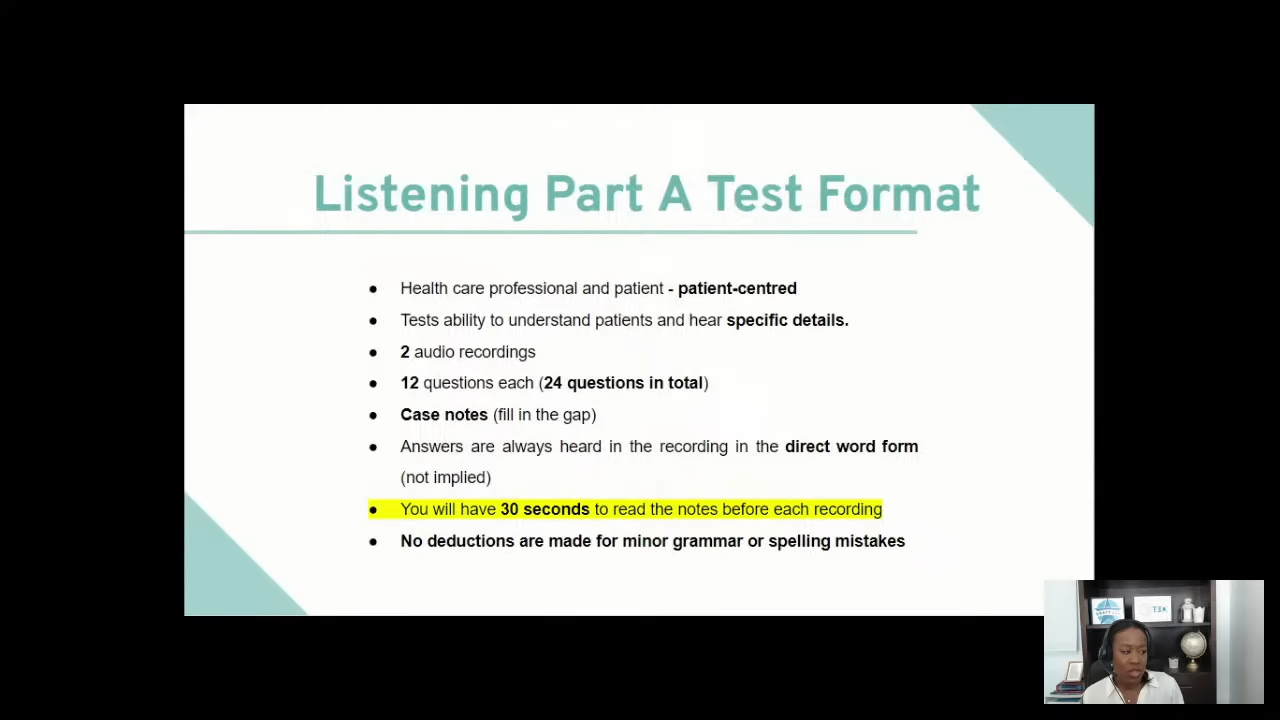 Listening Part A Test Format
● Health care professional and patient - patient-centred
● Tests ability to understand patients and hear specific details.
● 2 audio recordings
● 12 questions each (24 questions in total)
● Case notes (fill in the gap)
● Answers are always heard in the recording in the direct word form
(not implied)
● You will have 30 seconds to read the notes before each recording
● No deductions are made for minor grammar or spelling mistakes